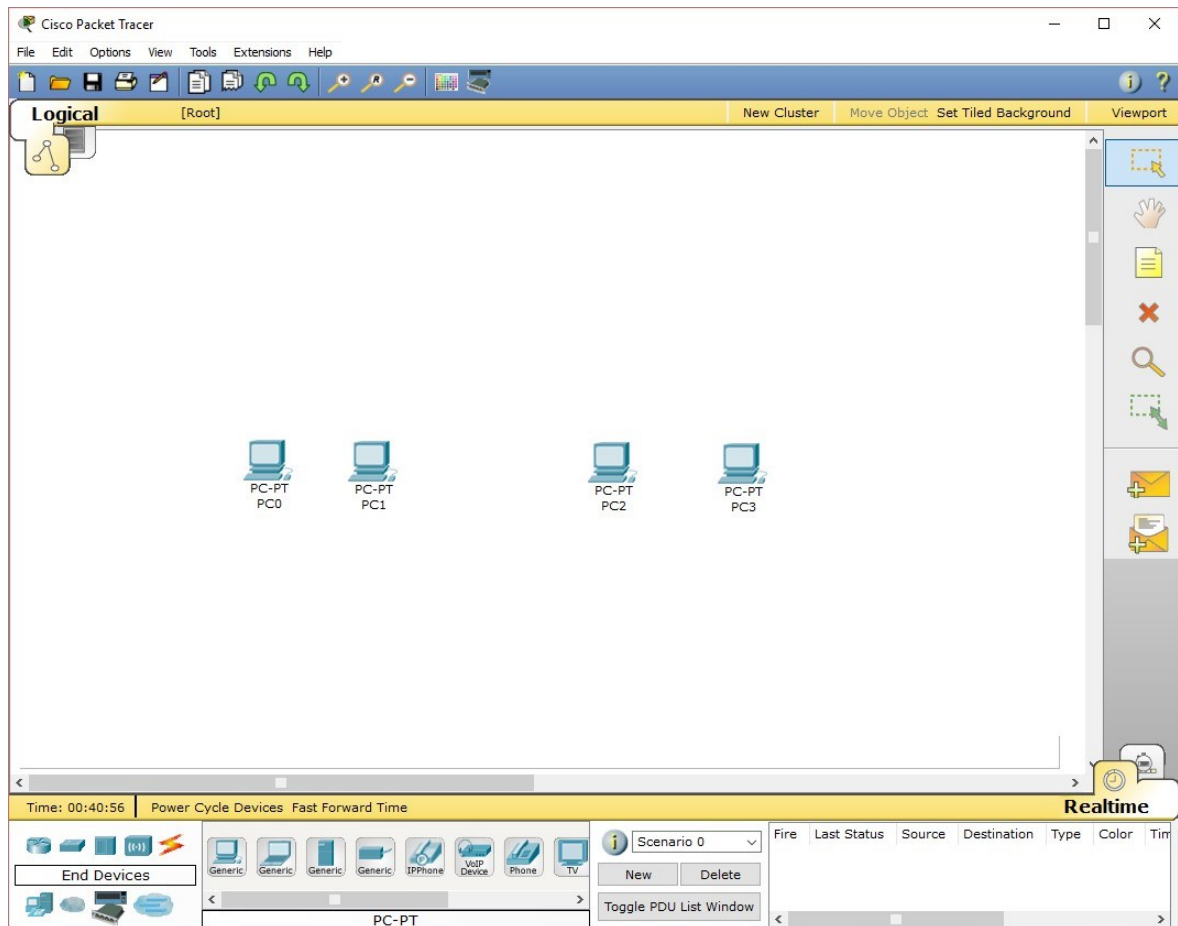 Cisco Packet Tracer
File Edit Options View Tools Extensions Help
Logical [Root] New Cluster Move Object Set Tiled Background Viewport
PC-PT PC-PT PC-PT PC-PT
PC0 PC1 PC2 PC3
Time: 00:40:56 Power Cycle Devices Fast Forward Time Realtime
Fire Last Status Source Destination Type Color Tim
Scenario 0
Generic Generic Generic Generic IPPhone VoIP Device Phone TV
End Devices
New Delete
Toggle PDU List Window
PC-PT